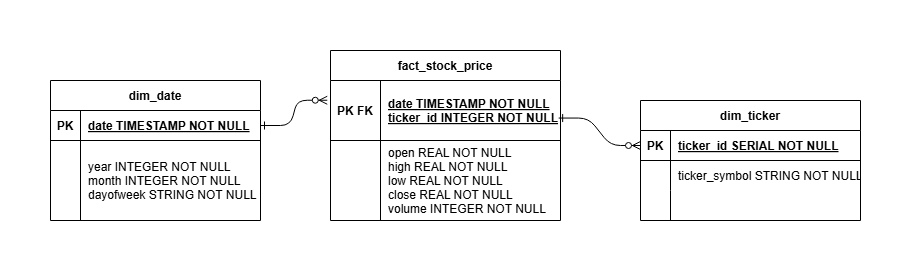 dim_date
PK
date TIMESTAMP NOT NULL
year INTEGER NOT NULL
month INTEGER NOT NULL
dayofweek STRING NOT NULL
fact_stock_price
PK FK
date TIMESTAMP NOT NULL
ticker_id INTEGER NOT NULL
open REAL NOT NULL
high REAL NOT NULL
low REAL NOT NULL
close REAL NOT NULL
volume INTEGER NOT NULL
dim_ticker
PK
ticker_id SERIAL NOT NULL
ticker_symbol STRING NOT NULL